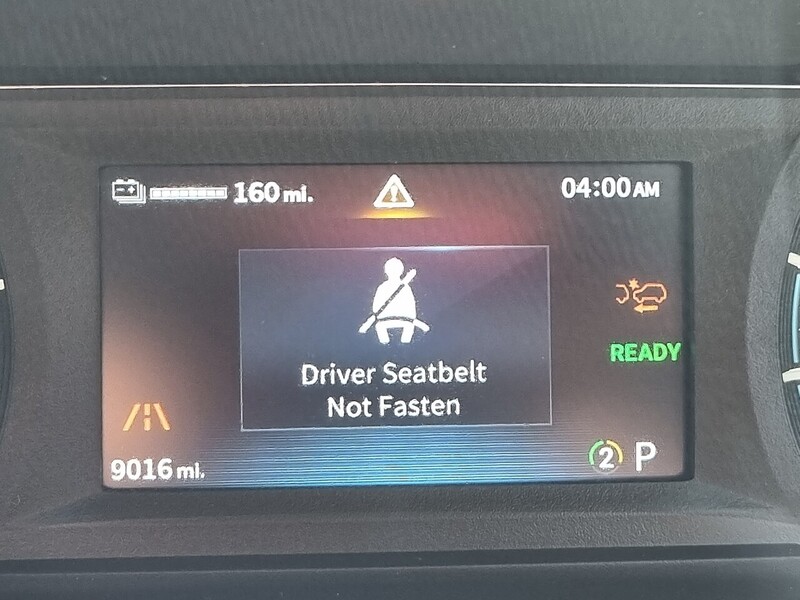 160 mi.
04:00 AM
Driver Seatbelt
Not Fasten
READY
9016 mi.
2 P